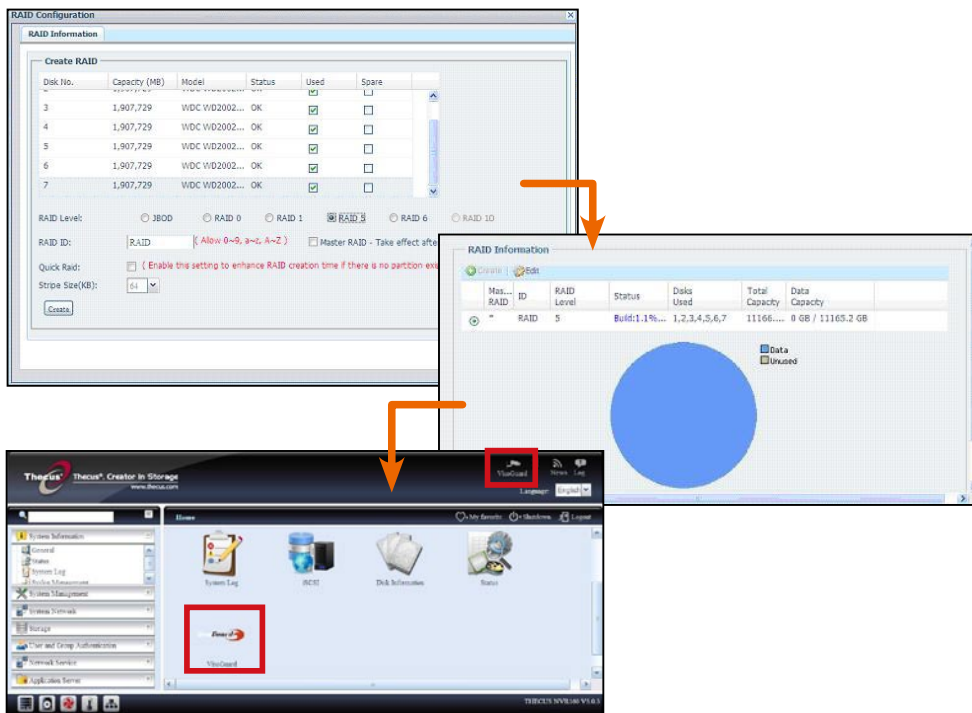 RAID Configuration
RAID Information
Create RAID
Disk No. Capacity (MB) Model Status Used Spare
3 1,907,729 WDC WD2002... OK
4 1,907,729 WDC WD2002... OK
5 1,907,729 WDC WD2002... OK
6 1,907,729 WDC WD2002... OK
7 1,907,729 WDC WD2002... OK
RAID Level: JBOD RAID 0 RAID 1 RAID 5 RAID 6 RAID 10
RAID ID: RAID ( Allow 0~9, a~z, A~Z ) Master RAID - Take effect afte
Quick Raid: ( Enable this setting to enhance RAID creation time if there is no partition exi
Stripe Size(KB): 64
Create
RAID Information
Create Edit
Mas... RAID ID RAID Level Status Disks Used Total Capacity Data Capacity
* RAID 5 Build:1.1%... 1,2,3,4,5,6,7 11166.... 0 GB / 11165.2 GB
Data
Unused
Thecus Thecus®, Creator in Storage
www.thecus.com
VisoGuard News Log
Language: English
Home My favorite Shutdown Logout
System Information
General
Status
System Log
System Management
System Network
Storage
User and Group Authentication
Network Service
Application Server
System Log iSCSI Disk Information Status
VisoGuard